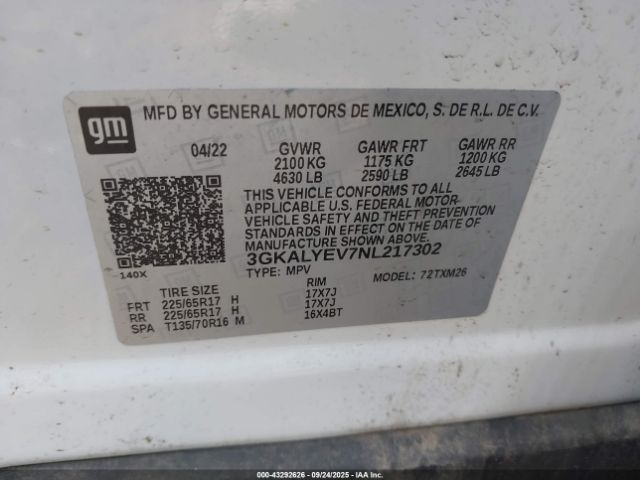 gm
MFD BY GENERAL MOTORS DE MEXICO, S. DE R.L. DE C.V.
04/22 GVWR GAWR FRT GAWR RR
2100 KG 1175 KG 1200 KG
4630 LB 2590 LB 2645 LB
THIS VEHICLE CONFORMS TO ALL
APPLICABLE U.S. FEDERAL MOTOR
VEHICLE SAFETY AND THEFT PREVENTION
STANDARDS IN EFFECT ON THE DATE OF
MANUFACTURE SHOWN ABOVE.
3GKALYEV7NL217302
140X TYPE: MPV MODEL: 72TXM26
TIRE SIZE RIM
FRT 225/65R17 H 17X7J
RR 225/65R17 H 17X7J
SPA T135/70R16 M 16X4BT
000-43292626 - 09/24/2025 - IAAI, Inc.